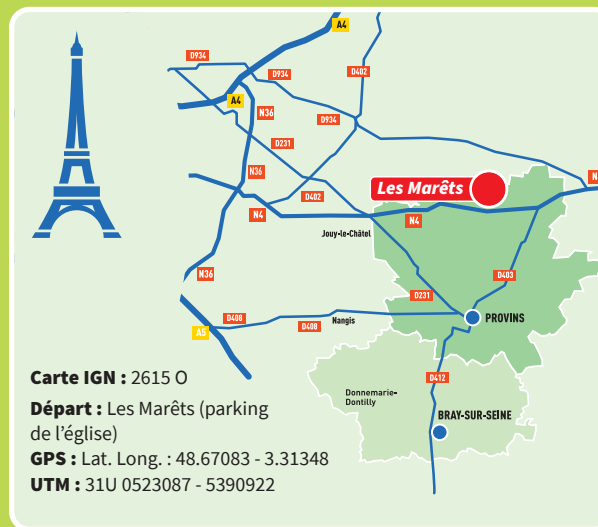 A4
D934
D934
D402
A4
N36
D934
D231
N36
D402
N4
Les Marêts
N
N4
Jouy-le-Châtel
N36
D403
D231
PROVINS
D408
D408
Nangis
A5
D412
Carte IGN : 2615 O
Donnemarie-
Dontilly
Départ : Les Marêts (parking
de l'église)
BRAY-SUR-SEINE
GPS : Lat. Long. : 48.67083 - 3.31348
UTM : 31U 0523087 - 5390922